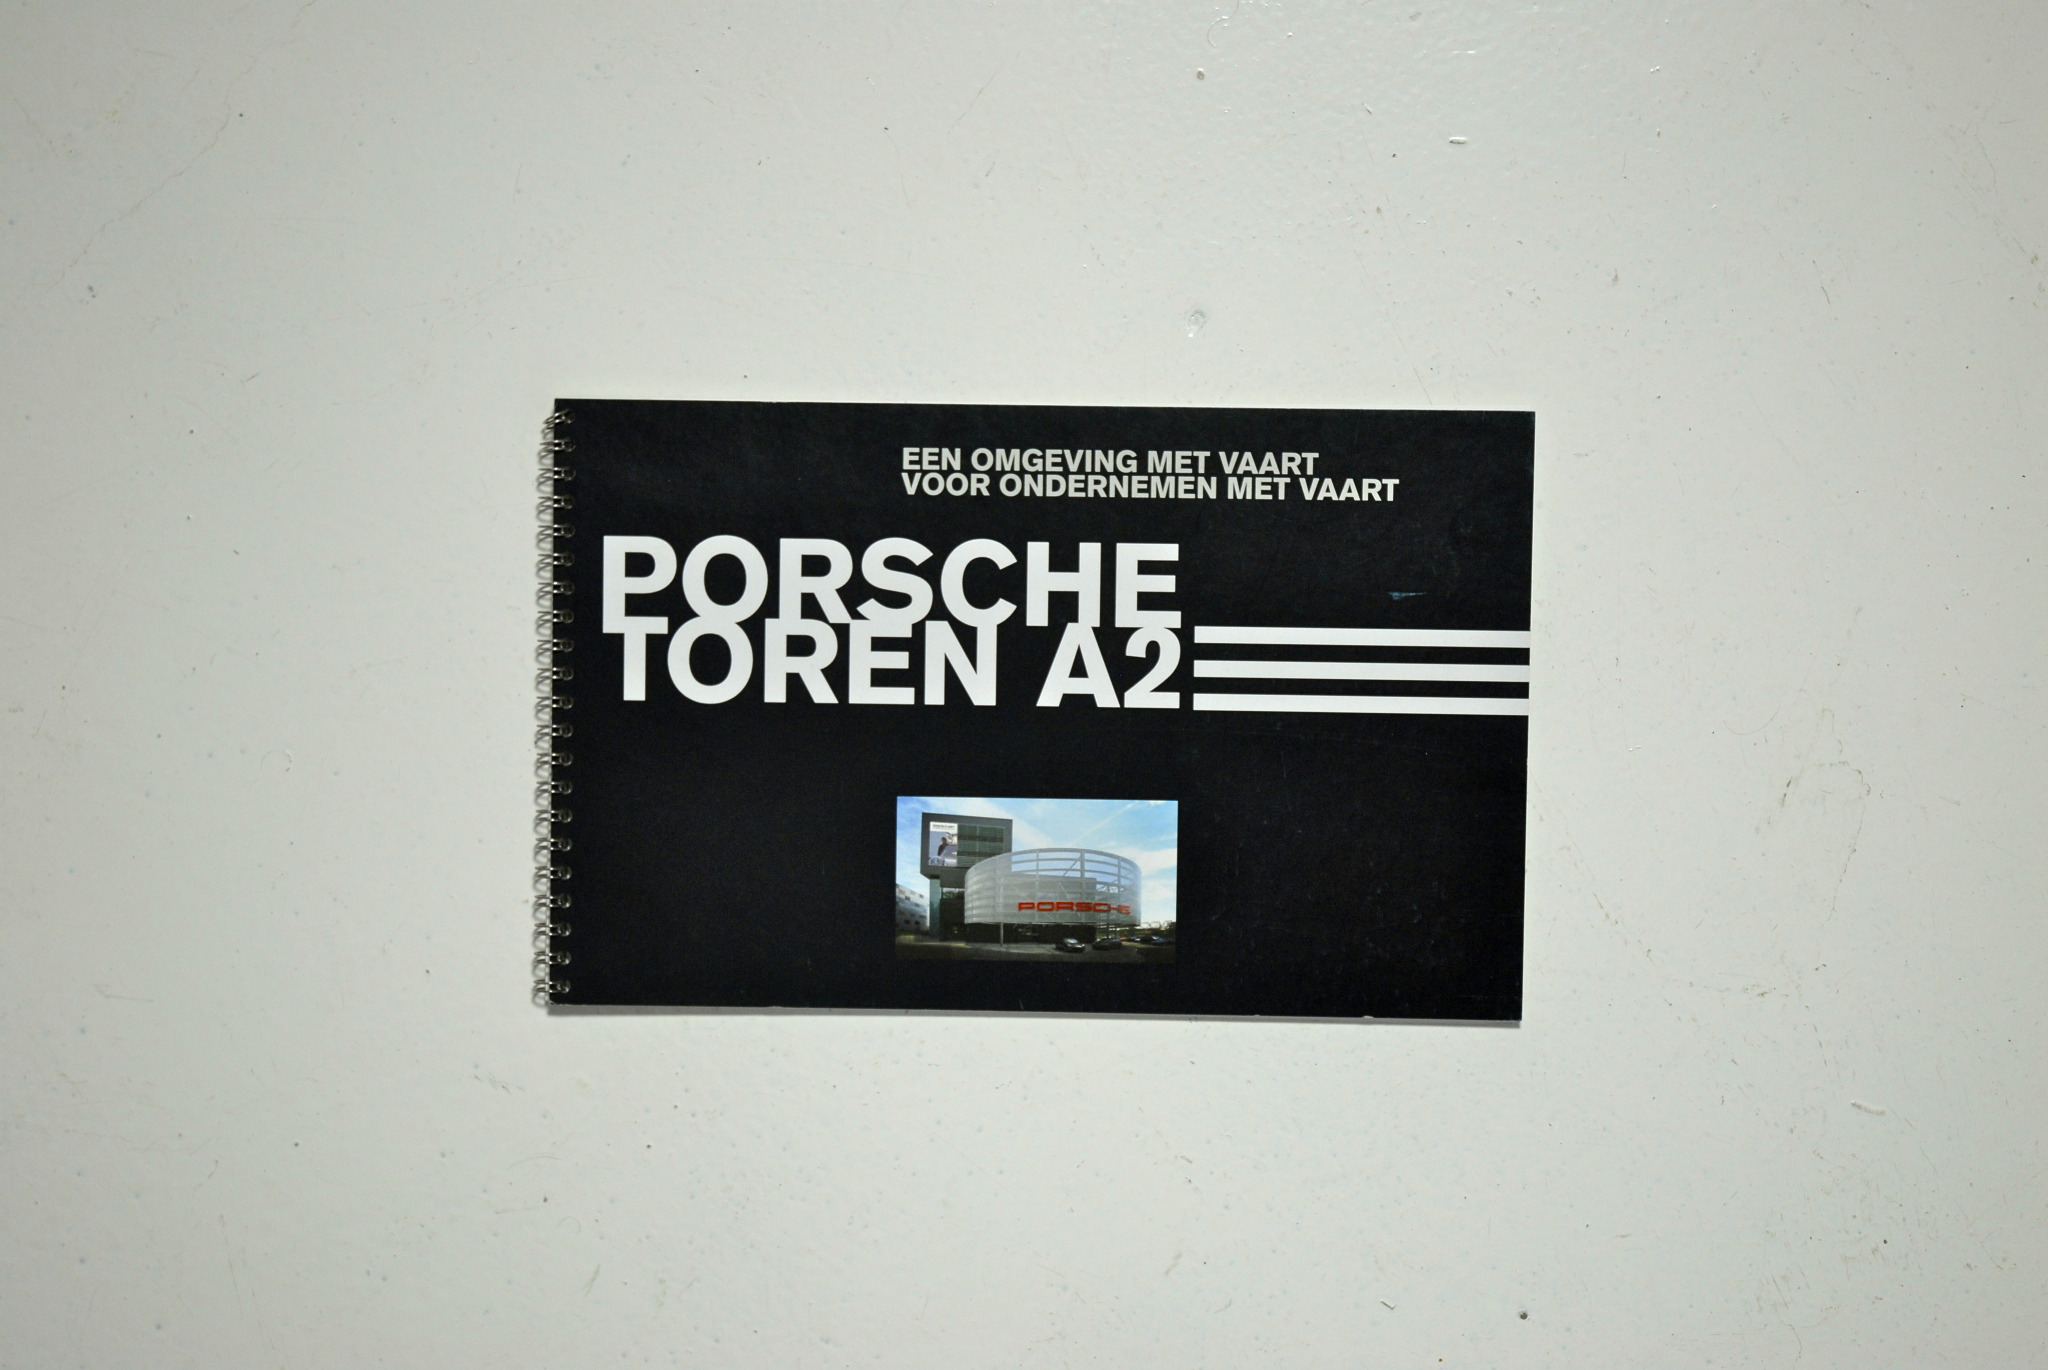 EEN OMGEVING MET VAART
VOOR ONDERNEMEN MET VAART
PORSCHE
TOREN A2
PORSCHE